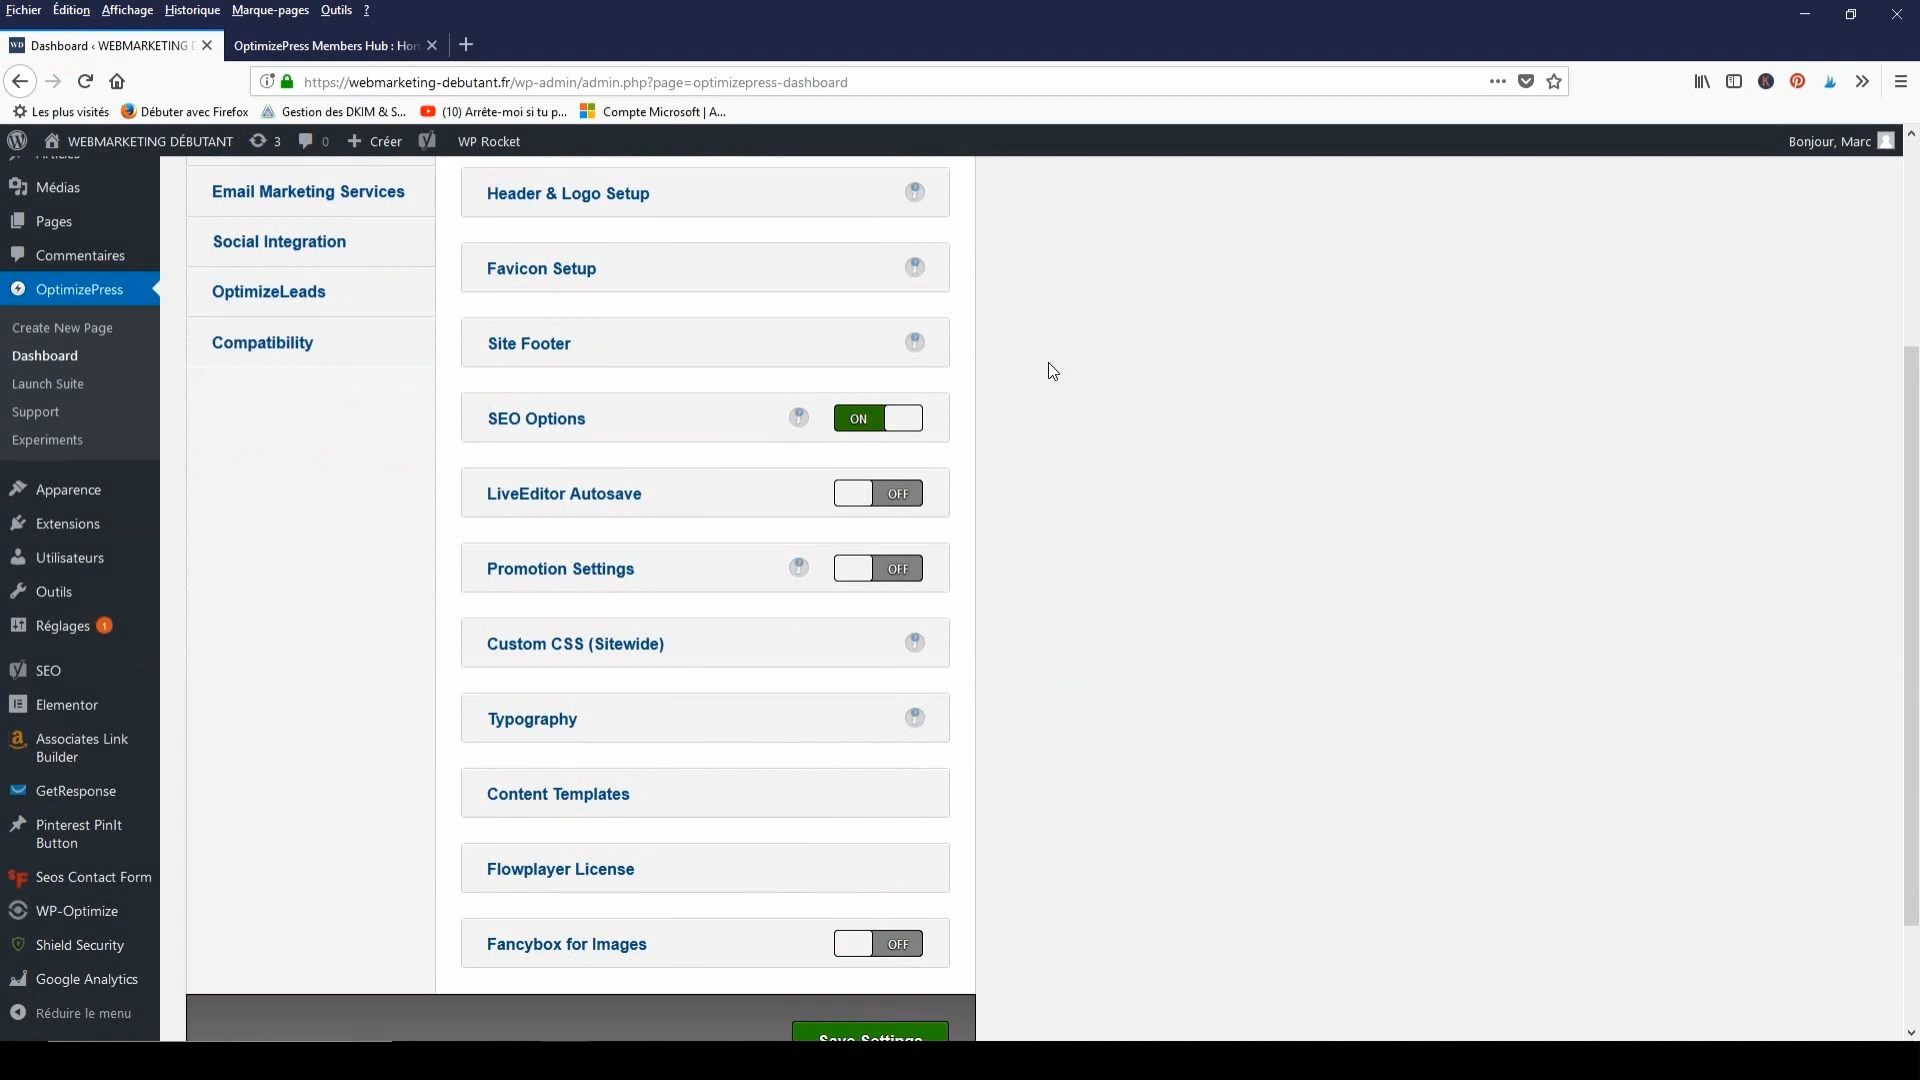 Fichier Édition Affichage Historique Marque-pages Outils ?
WD Dashboard ‹ WEBMARKETING
OptimizePress Members Hub : Hon
https://webmarketing-debutant.fr/wp-admin/admin.php?page=optimizepress-dashboard
Les plus visités Débuter avec Firefox Gestion des DKIM & S... (10) Arrête-moi si tu p... Compte Microsoft | A...
WEBMARKETING DÉBUTANT 3 0 Créer WP Rocket Bonjour, Marc
Articles
Médias
Pages
Commentaires
OptimizePress
Create New Page
Dashboard
Launch Suite
Support
Experiments
Apparence
Extensions
Utilisateurs
Outils
Réglages 1
SEO
Elementor
Associates Link
Builder
GetResponse
Pinterest PinIt
Button
Seos Contact Form
WP-Optimize
Shield Security
Google Analytics
Réduire le menu
Email Marketing Services
Social Integration
OptimizeLeads
Compatibility
Header & Logo Setup
Favicon Setup
Site Footer
SEO Options ON
LiveEditor Autosave OFF
Promotion Settings OFF
Custom CSS (Sitewide)
Typography
Content Templates
Flowplayer License
Fancybox for Images OFF
Save Settings